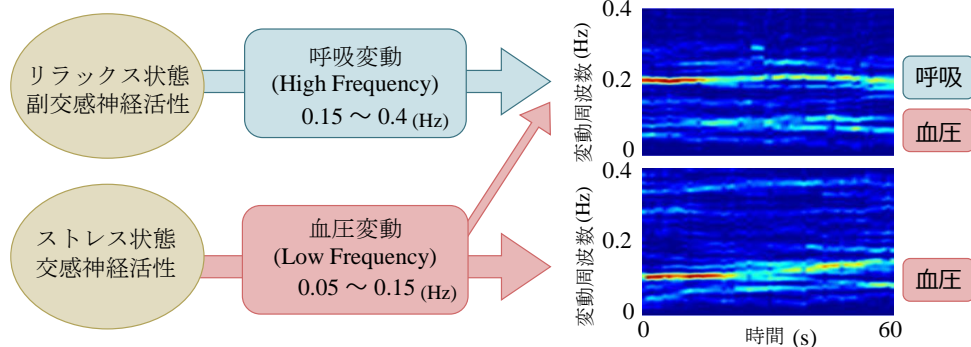 リラックス状態
副交感神経活性
呼吸変動
(High Frequency)
0.15 ～ 0.4 (Hz)
ストレス状態
交感神経活性
血圧変動
(Low Frequency)
0.05 ～ 0.15 (Hz)
変動周波数 (Hz)
0.4
0.2
0
呼吸
血圧
変動周波数 (Hz)
0.4
0.2
0
血圧
0
時間 (s)
60